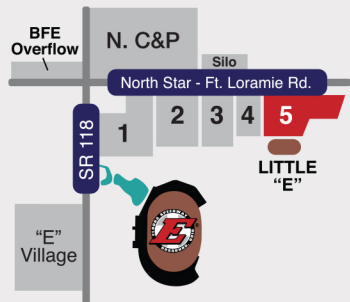 BFE
Overflow
N. C&P
Silo
North Star - Ft. Loramie Rd.
SR 118
1
2
3
4
5
LITTLE
“E”
E
“E”
Village